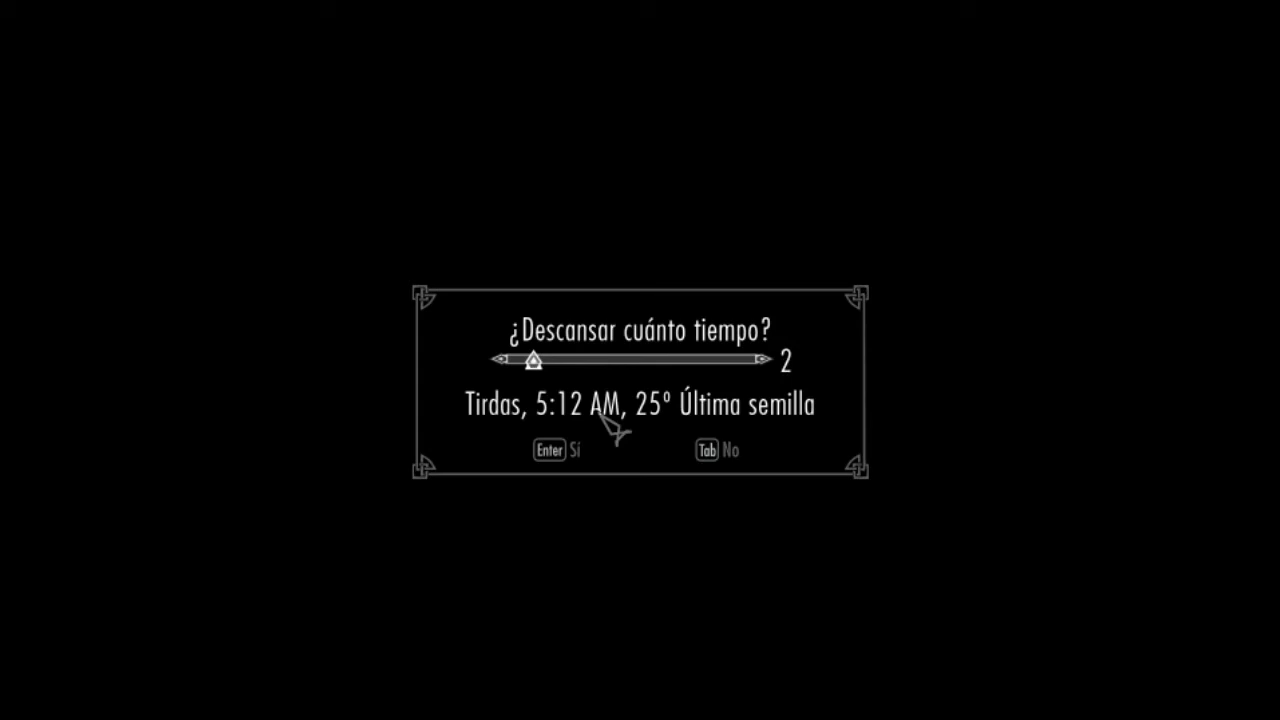 ¿Descansar cuánto tiempo?
2
Tirdas, 5:12 AM, 25º Última semilla
Enter Sí Tab No